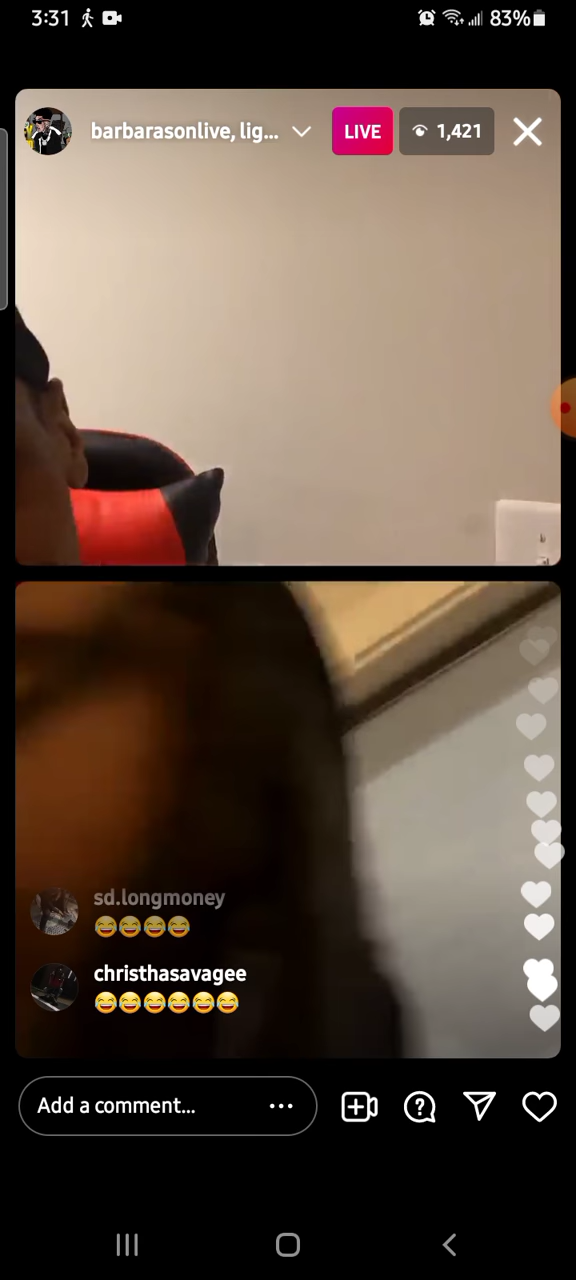 3:31 83%
barbarasonlive, lig... LIVE 1,421
sd.longmoney
😂😂😂😂
christhasavagee
😂😂😂😂😂😂
Add a comment...